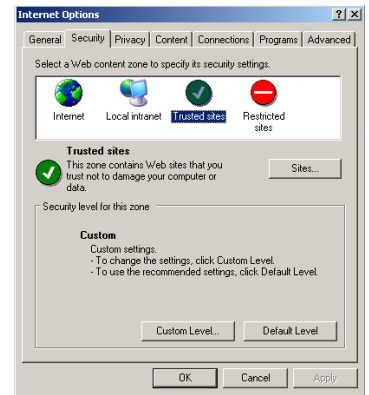 Internet Options
General Security Privacy Content Connections Programs Advanced
Select a Web content zone to specify its security settings.
Internet Local intranet Trusted sites Restricted
sites
Trusted sites
This zone contains Web sites that you
trust not to damage your computer or
data.
Sites...
Security level for this zone
Custom
Custom settings.
- To change the settings, click Custom Level.
- To use the recommended settings, click Default Level.
Custom Level... Default Level
OK Cancel Apply